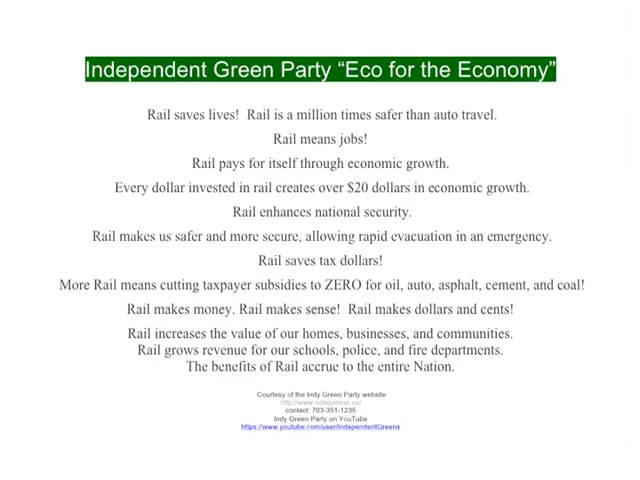 Independent Green Party “Eco for the Economy”
Rail saves lives!  Rail is a million times safer than auto travel.
Rail means jobs!
Rail pays for itself through economic growth.
Every dollar invested in rail creates over $20 dollars in economic growth.
Rail enhances national security.
Rail makes us safer and more secure, allowing rapid evacuation in an emergency.
Rail saves tax dollars!
More Rail means cutting taxpayer subsidies to ZERO for oil, auto, asphalt, cement, and coal!
Rail makes money. Rail makes sense!  Rail makes dollars and cents!
Rail increases the value of our homes, businesses, and communities.
Rail grows revenue for our schools, police, and fire departments.
The benefits of Rail accrue to the entire Nation.
Courtesy of the Indy Green Party website
http://www.votejoinrun.us/
contact: 703-351-1235
Indy Green Party on YouTube
https://www.youtube.com/user/IndependentGreens